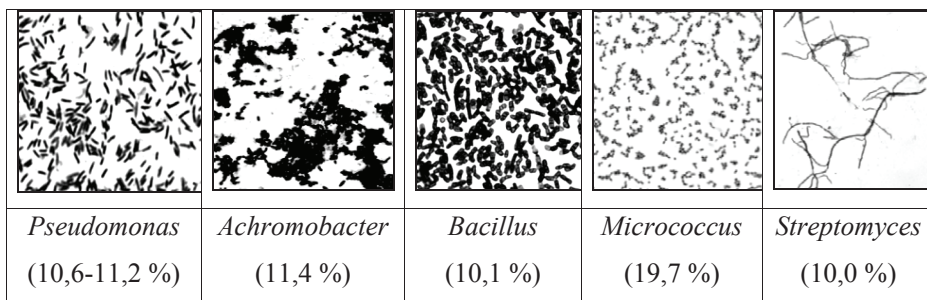 Pseudomonas Achromobacter Bacillus Micrococcus Streptomyces
(10,6-11,2 %) (11,4 %) (10,1 %) (19,7 %) (10,0 %)